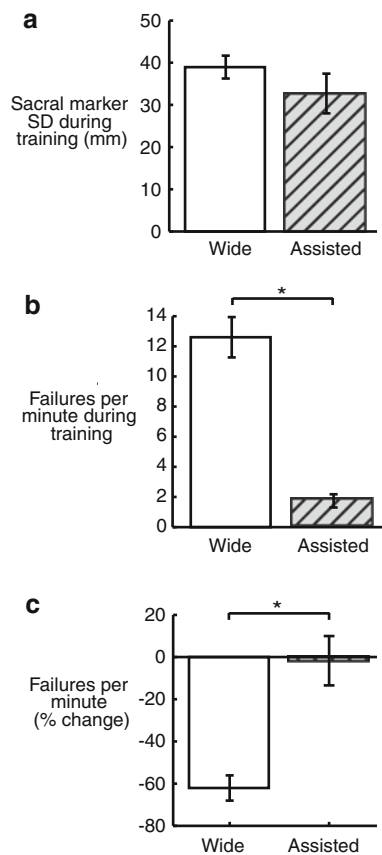 a
Sacral marker
SD during
training (mm)
50
40
30
20
10
0
Wide Assisted
b
*
Failures per
minute during
training
14
12
10
8
6
4
2
0
Wide Assisted
c
*
Failures per
minute
(% change)
20
0
-20
-40
-60
-80
Wide Assisted